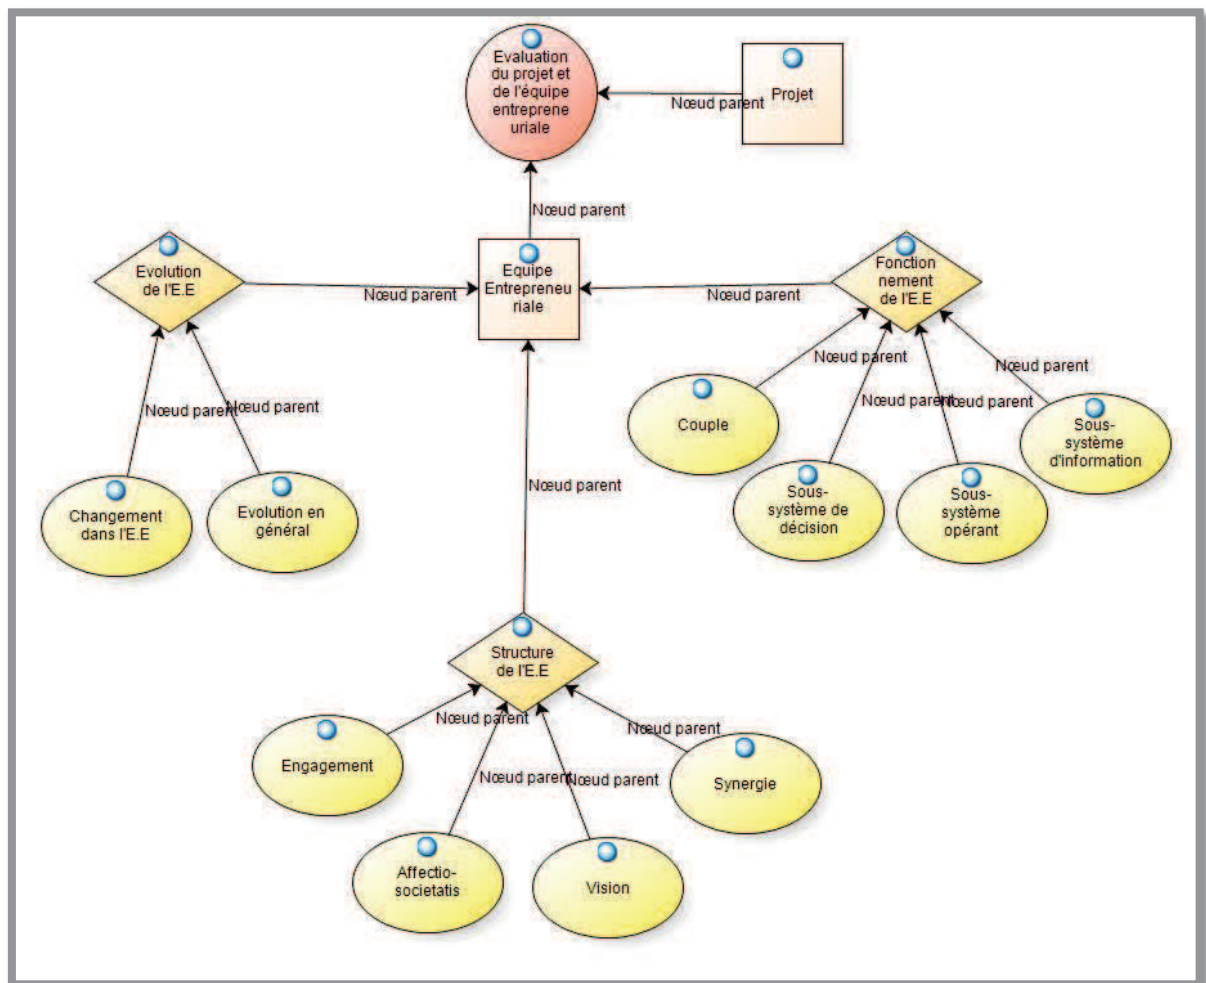 Evaluation
du projet et
de l'équipe
entreprene
uriale
Projet
Nœud parent
Nœud parent
Evolution
de l'E.E
Equipe
Entrepreneu
riale
Fonction
nement
de l'E.E
Nœud parent
Nœud parent
Nœud parent
Nœud parent
Nœud parent
Nœud parent
Nœud parent
Nœud parent
Couple
Sous-
système
d'information
Changement
dans l'E.E
Evolution en
général
Sous-
système de
décision
Sous-
système
opérant
Nœud parent
Structure
de l'E.E
Nœud parent
Nœud parent
Engagement
Nœud parent
Nœud parent
Synergie
Affectio-
societatis
Vision